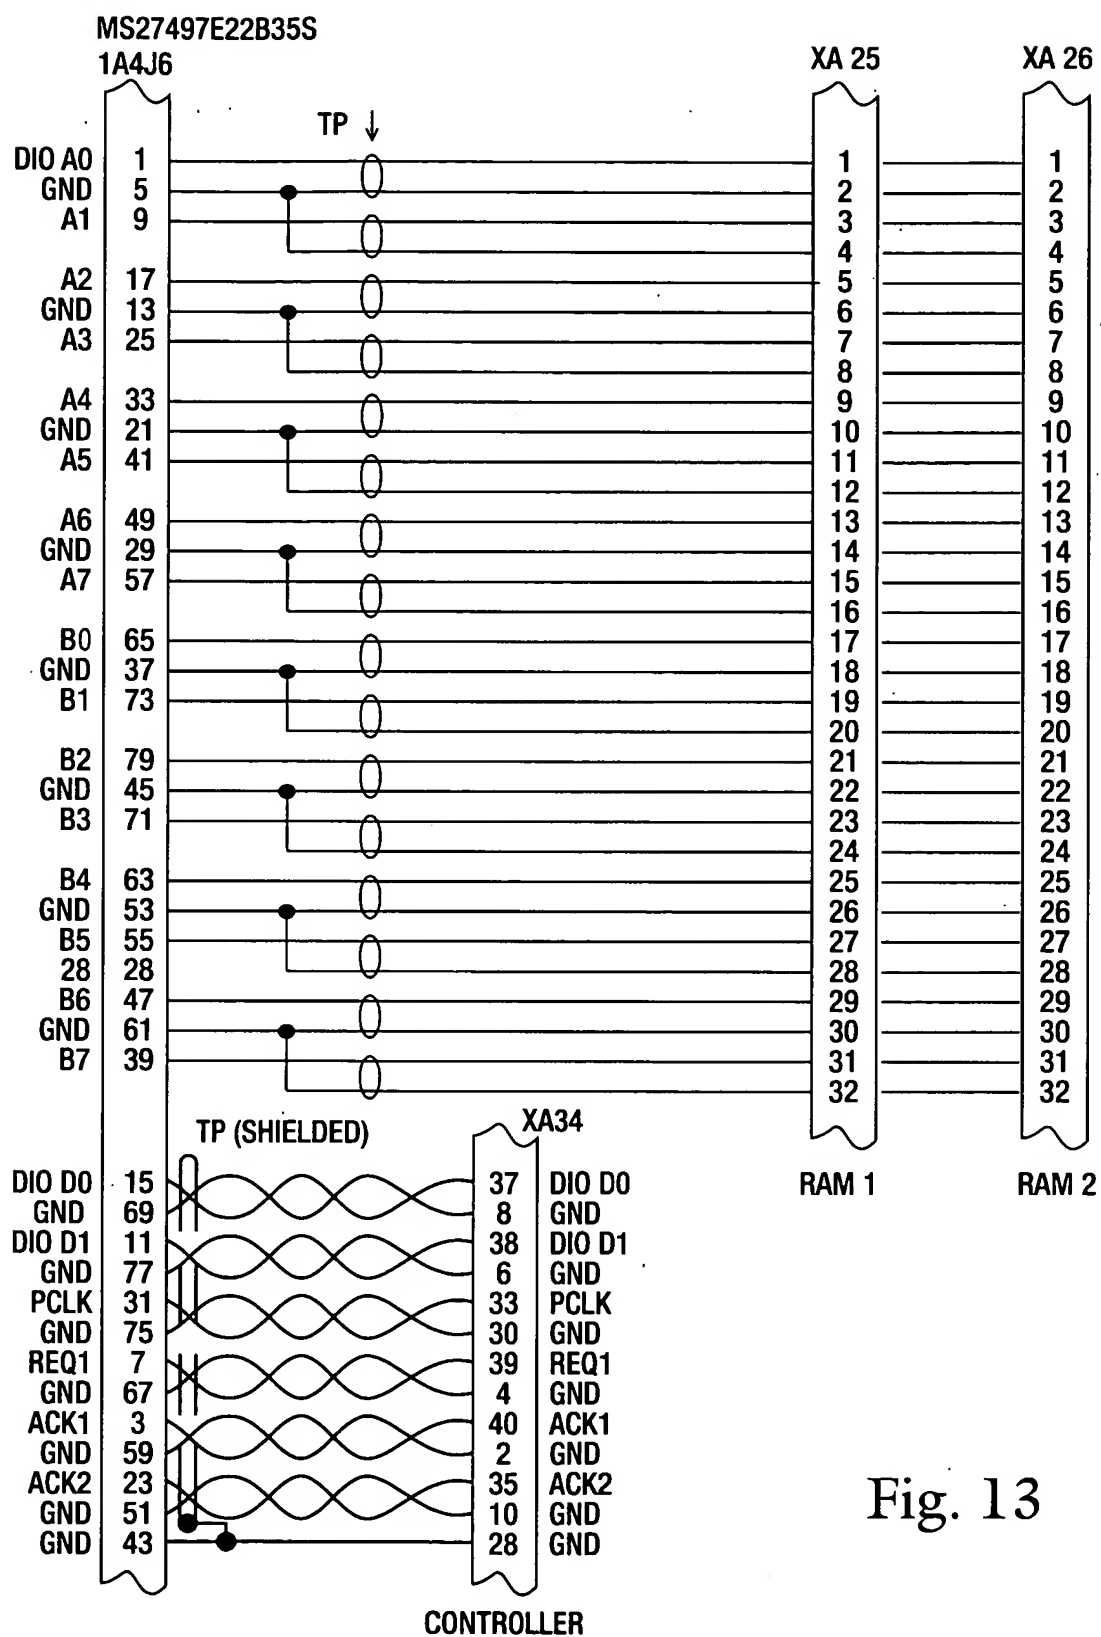 MS27497E22B35S
1A4J6 XA 25 XA 26
TP
DIO A0 1 1 1
GND 5 2 2
A1 9 3 3
4 4
A2 17 5 5
GND 13 6 6
A3 25 7 7
8 8
A4 33 9 9
GND 21 10 10
A5 41 11 11
12 12
A6 49 13 13
GND 29 14 14
A7 57 15 15
16 16
B0 65 17 17
GND 37 18 18
B1 73 19 19
20 20
B2 79 21 21
GND 45 22 22
B3 71 23 23
24 24
B4 63 25 25
GND 53 26 26
B5 55 27 27
28 28 28 28
B6 47 29 29
GND 61 30 30
B7 39 31 31
32 32
TP (SHIELDED) XA34
RAM 1 RAM 2
DIO D0 15 37 DIO D0
GND 69 8 GND
DIO D1 11 38 DIO D1
GND 77 6 GND
PCLK 31 33 PCLK
GND 75 30 GND
REQ1 7 39 REQ1
GND 67 4 GND
ACK1 3 40 ACK1
GND 59 2 GND
ACK2 23 35 ACK2
GND 51 10 GND
GND 43 28 GND
Fig. 13
CONTROLLER